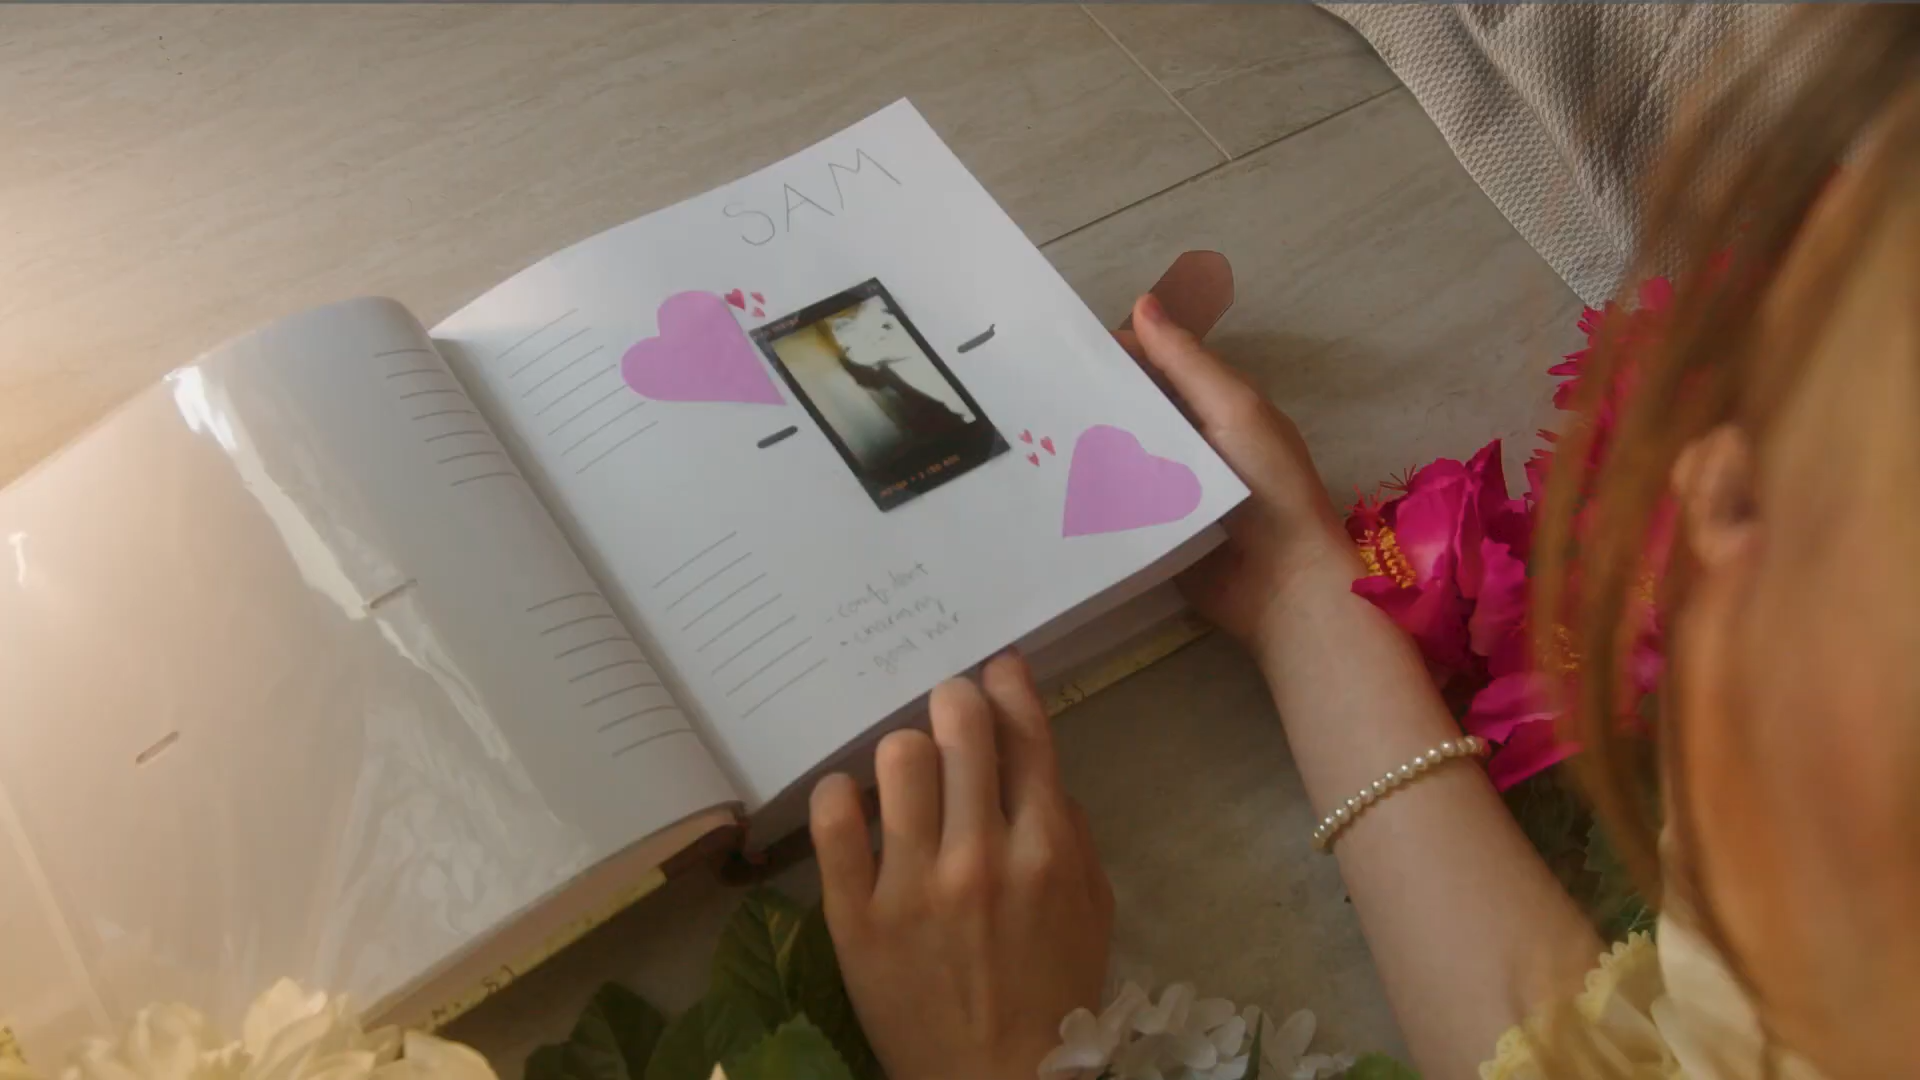 SAM
- confident
- charming
- good hair